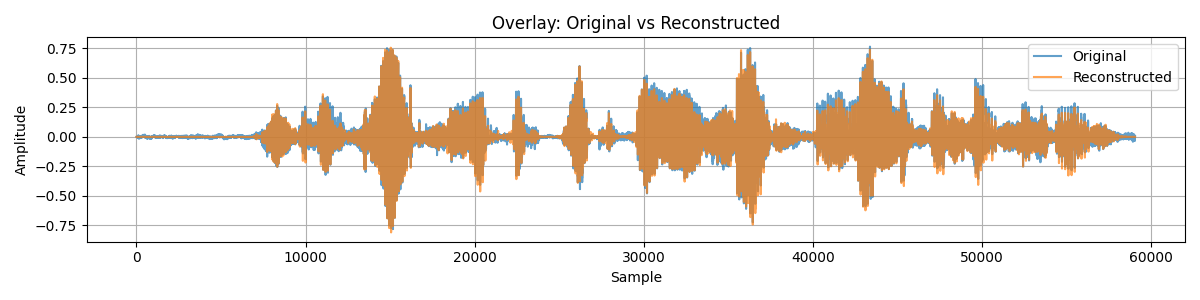 Overlay: Original vs Reconstructed
Original
Reconstructed
Amplitude
0.75
0.50
0.25
0.00
−0.25
−0.50
−0.75
0 10000 20000 30000 40000 50000 60000
Sample